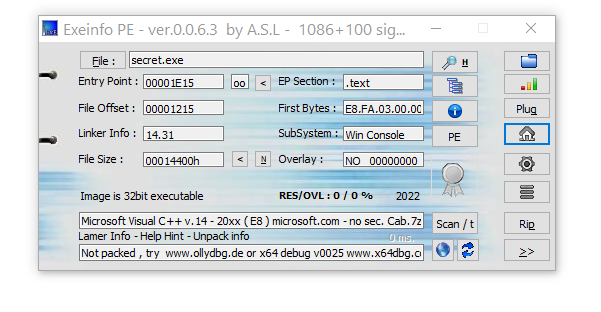 Exeinfo PE - ver.0.0.6.3 by A.S.L - 1086+100 sig...
File : secret.exe H
Entry Point : 00001E15 oo < EP Section : .text
File Offset : 00001215 First Bytes : E8.FA.03.00.00 Plug
Linker Info : 14.31 SubSystem : Win Console PE
File Size : 00014400h < N Overlay : NO 00000000
Image is 32bit executable RES/OVL : 0 / 0 % 2022
Microsoft Visual C++ v.14 - 20xx ( E8 ) microsoft.com - no sec. Cab.7z Scan / t Rip
Lamer Info - Help Hint - Unpack info 0 ms.
Not packed , try www.ollydbg.de or x64 debug v0025 www.x64dbg.co >>